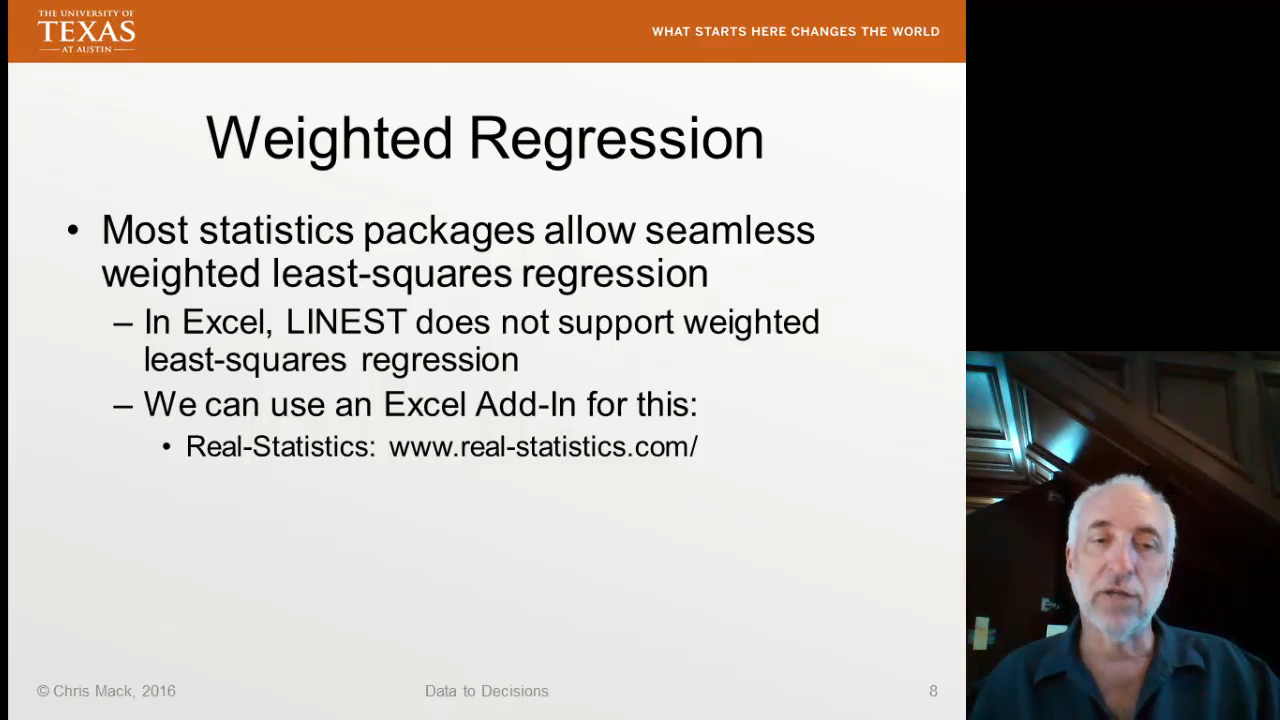 THE UNIVERSITY OF
TEXAS
AT AUSTIN
WHAT STARTS HERE CHANGES THE WORLD
Weighted Regression
• Most statistics packages allow seamless
weighted least-squares regression
– In Excel, LINEST does not support weighted
least-squares regression
– We can use an Excel Add-In for this:
• Real-Statistics: www.real-statistics.com/
© Chris Mack, 2016
Data to Decisions
8